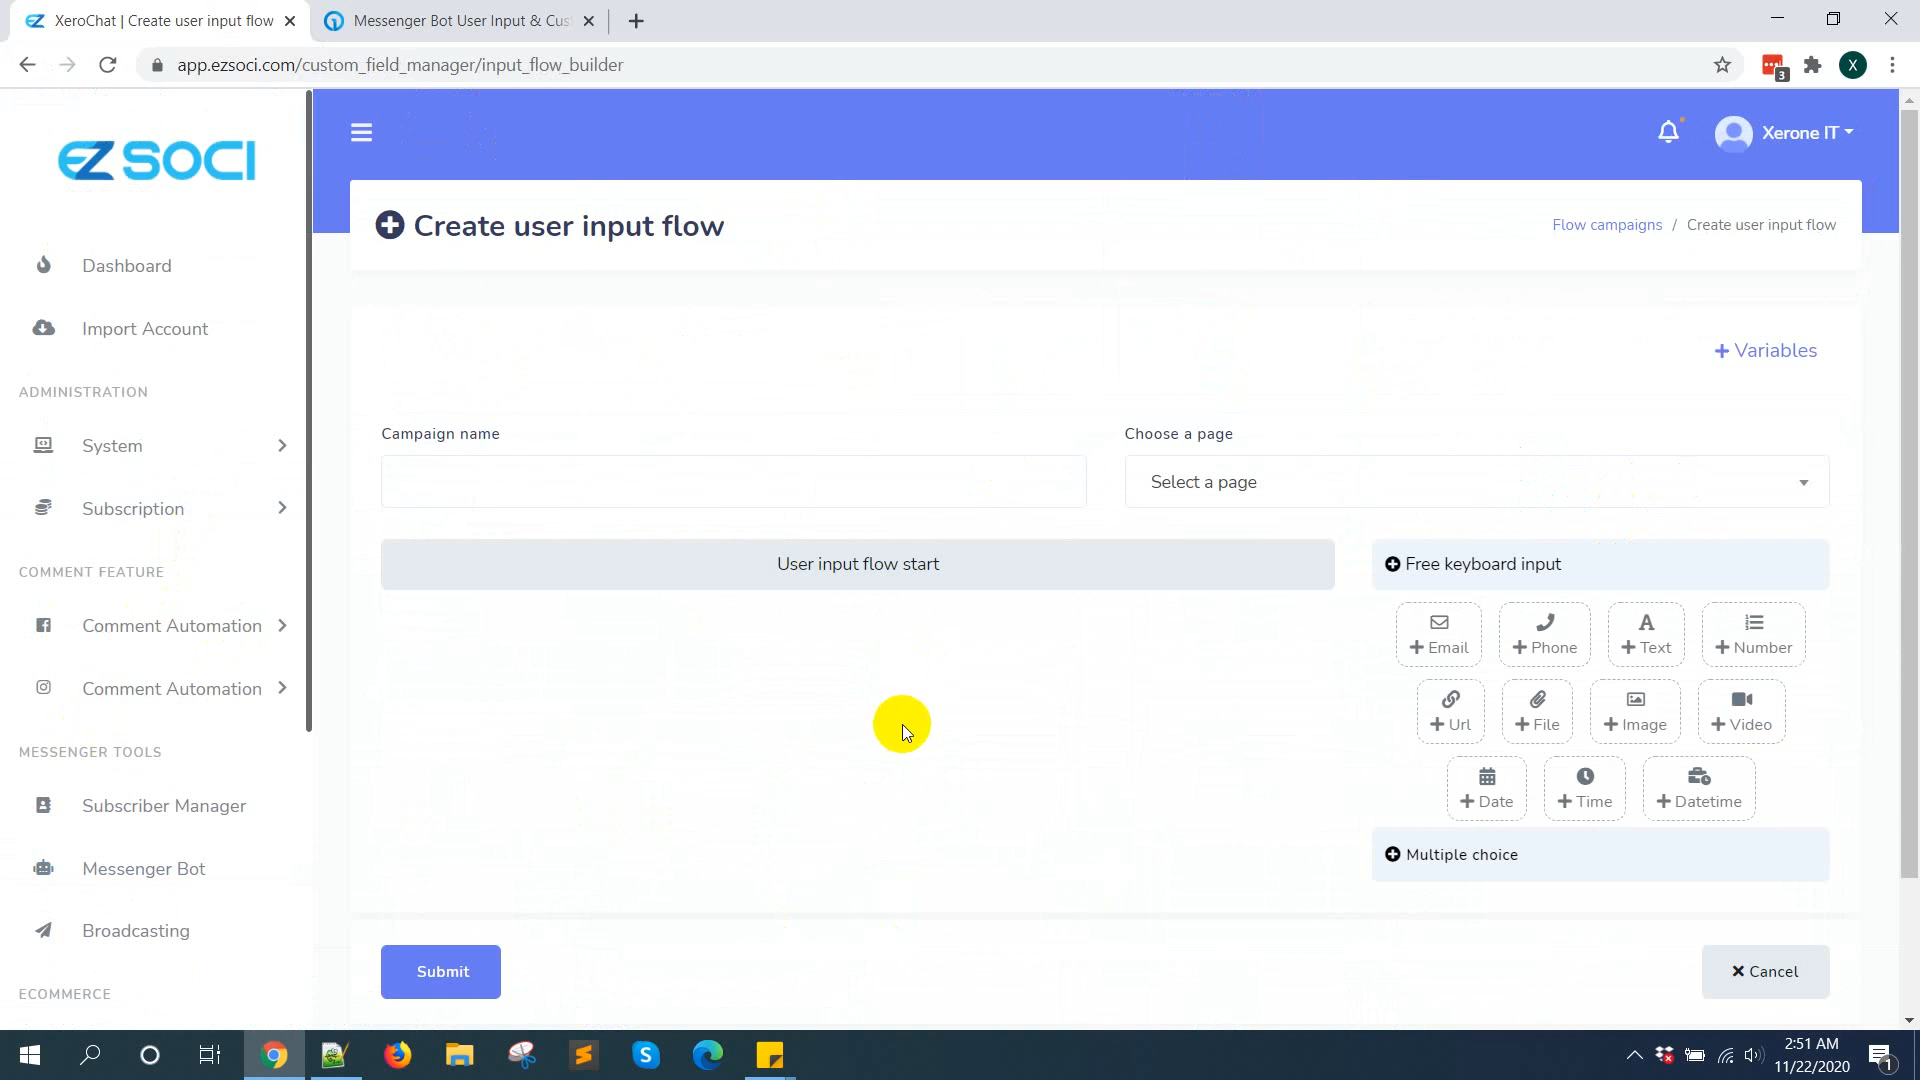 XeroChat | Create user input flow
Messenger Bot User Input & Cus
app.ezsoci.com/custom_field_manager/input_flow_builder
3
X
EZ SOCI
Xerone IT
Create user input flow
Flow campaigns / Create user input flow
Dashboard
Import Account
ADMINISTRATION
System
Subscription
COMMENT FEATURE
Comment Automation
Comment Automation
MESSENGER TOOLS
Subscriber Manager
Messenger Bot
Broadcasting
ECOMMERCE
+ Variables
Campaign name
Choose a page
Select a page
User input flow start
Free keyboard input
+ Email
+ Phone
+ Text
+ Number
+ Url
+ File
+ Image
+ Video
+ Date
+ Time
+ Datetime
Multiple choice
Submit
Cancel
2:51 AM
11/22/2020
1